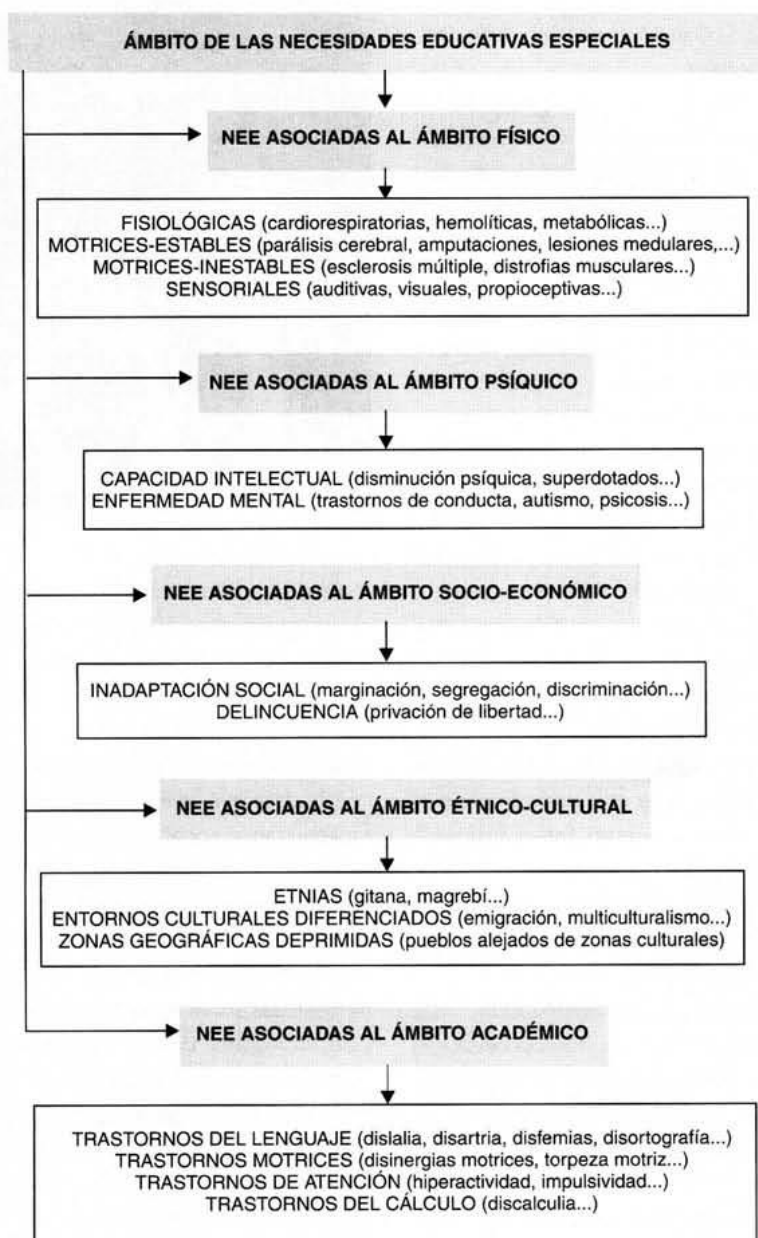 ÁMBITO DE LAS NECESIDADES EDUCATIVAS ESPECIALES
NEE ASOCIADAS AL ÁMBITO FÍSICO
FISIOLÓGICAS (cardiorespiratorias, hemolíticas, metabólicas...)
MOTRICES-ESTABLES (parálisis cerebral, amputaciones, lesiones medulares,...)
MOTRICES-INESTABLES (esclerosis múltiple, distrofias musculares...)
SENSORIALES (auditivas, visuales, propioceptivas...)
NEE ASOCIADAS AL ÁMBITO PSÍQUICO
CAPACIDAD INTELECTUAL (disminución psíquica, superdotados...)
ENFERMEDAD MENTAL (trastornos de conducta, autismo, psicosis...)
NEE ASOCIADAS AL ÁMBITO SOCIO-ECONÓMICO
INADAPTACIÓN SOCIAL (marginación, segregación, discriminación...)
DELINCUENCIA (privación de libertad...)
NEE ASOCIADAS AL ÁMBITO ÉTNICO-CULTURAL
ETNIAS (gitana, magrebí...)
ENTORNOS CULTURALES DIFERENCIADOS (emigración, multiculturalismo...)
ZONAS GEOGRÁFICAS DEPRIMIDAS (pueblos alejados de zonas culturales)
NEE ASOCIADAS AL ÁMBITO ACADÉMICO
TRASTORNOS DEL LENGUAJE (dislalia, disartria, disfemias, disortografía...)
TRASTORNOS MOTRICES (disinergias motrices, torpeza motriz...)
TRASTORNOS DE ATENCIÓN (hiperactividad, impulsividad...)
TRASTORNOS DEL CÁLCULO (discalculia...)